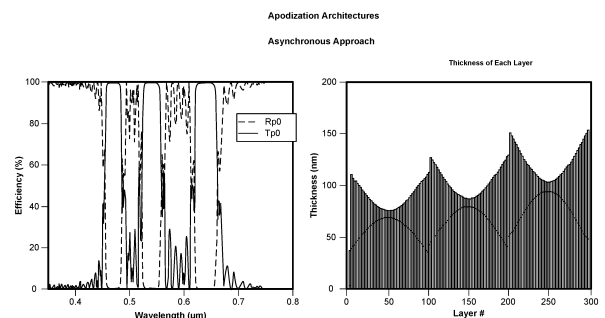 Apodization Architectures
Asynchronous Approach
Thickness of Each Layer
100
80
60
40
20
0
Efficiency (%)
0.4
0.5
0.6
0.7
0.8
Wavelength (µm)
Rp0
Tp0
200
150
100
50
0
Thickness (nm)
0
50
100
150
200
250
300
Layer #